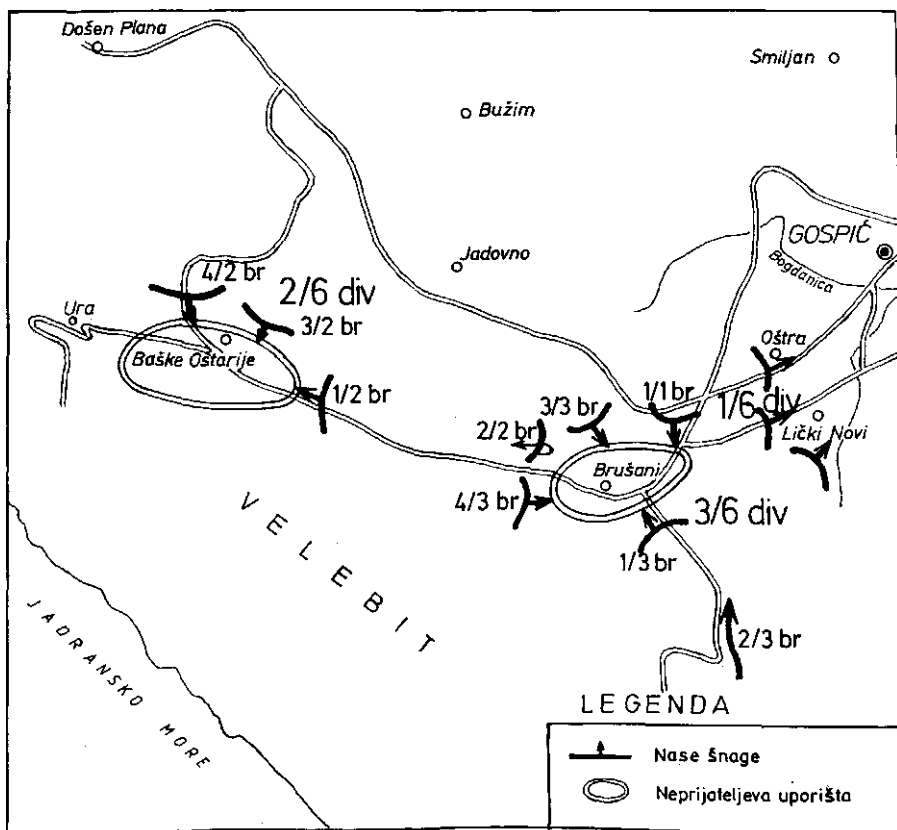 Došen Plana
Smiljan
Bužim
GOSPIĆ
Jadovno
Bogdanica
4/2 br
2/6 div
Ura
3/2 br
Baške Oštarije
Oštra
1/2 br
3/3 br
1/1 br
1/6 div
Lički Novi
2/2 br
Brušani
4/3 br
3/6 div
1/3 br
VELEBIT
2/3 br
JADRANSKO MORE
LEGENDA
Nase šnage
Neprijateljeva uporišta